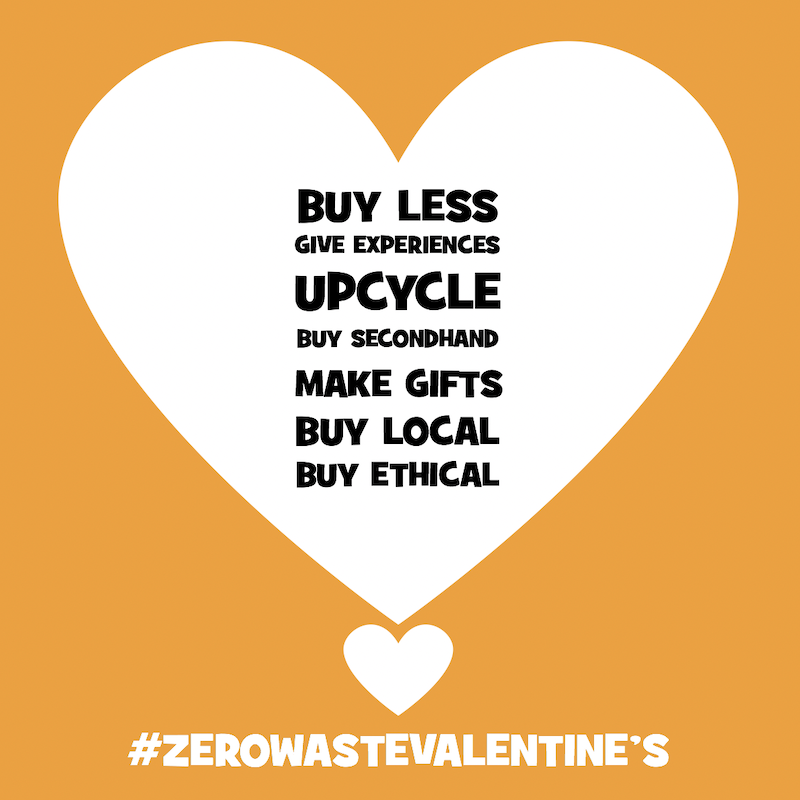 BUY LESS
GIVE EXPERIENCES
UPCYCLE
BUY SECONDHAND
MAKE GIFTS
BUY LOCAL
BUY ETHICAL
#ZEROWASTEVALENTINE'S